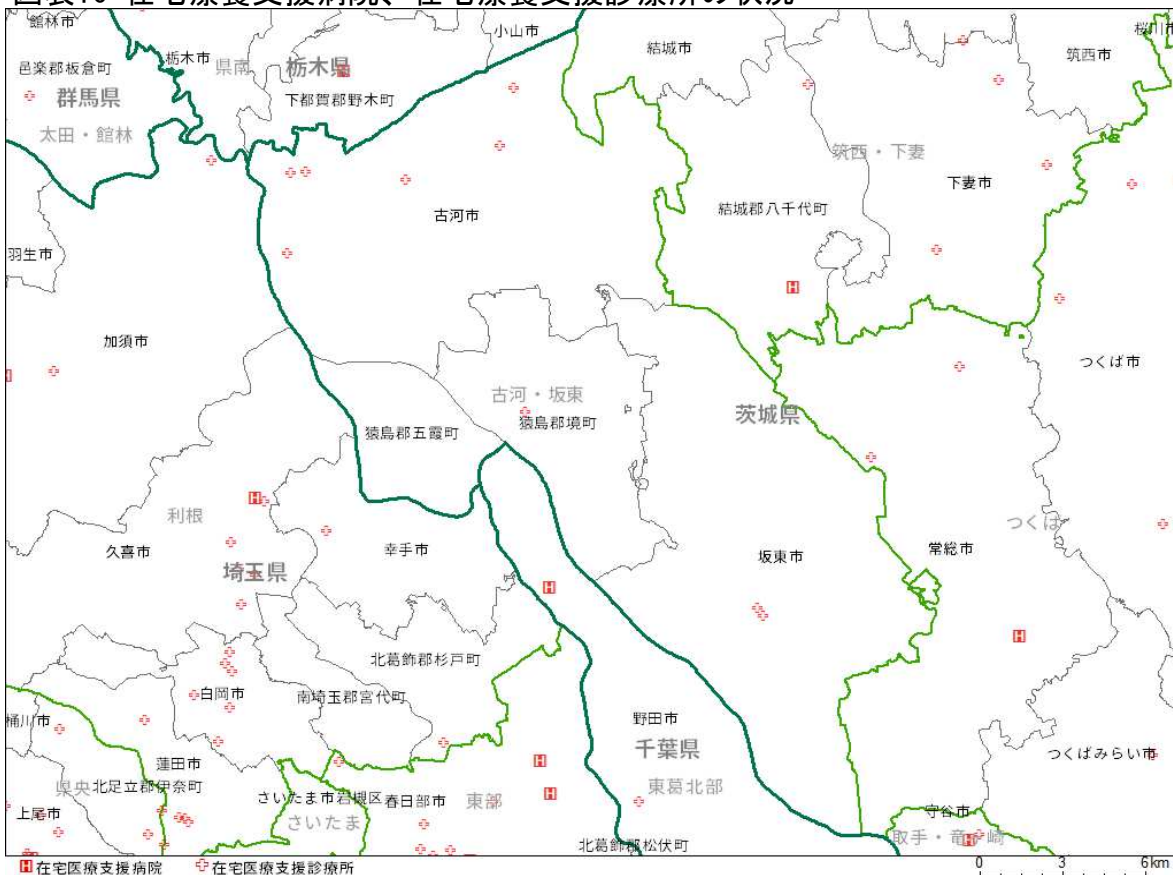 館林市
栃木市
県南
栃木県
小山市
結城市
筑西市
桜川市
邑楽郡板倉町
群馬県
下都賀郡野木町
太田・館林
筑西・下妻
下妻市
結城郡八千代町
古河市
羽生市
加須市
つくば市
古河・坂東
猿島郡境町
茨城県
猿島郡五霞町
利根
つくば
久喜市
幸手市
坂東市
常総市
埼玉県
北葛飾郡杉戸町
白岡市
南埼玉郡宮代町
桶川市
野田市
千葉県
つくばみらい市
蓮田市
県央
北足立郡伊奈町
東葛北部
さいたま市岩槻区
春日部市
東部
上尾市
さいたま
守谷市
取手・竜ヶ崎
北葛飾郡松伏町
在宅医療支援病院 在宅医療支援診療所
0 3 6km